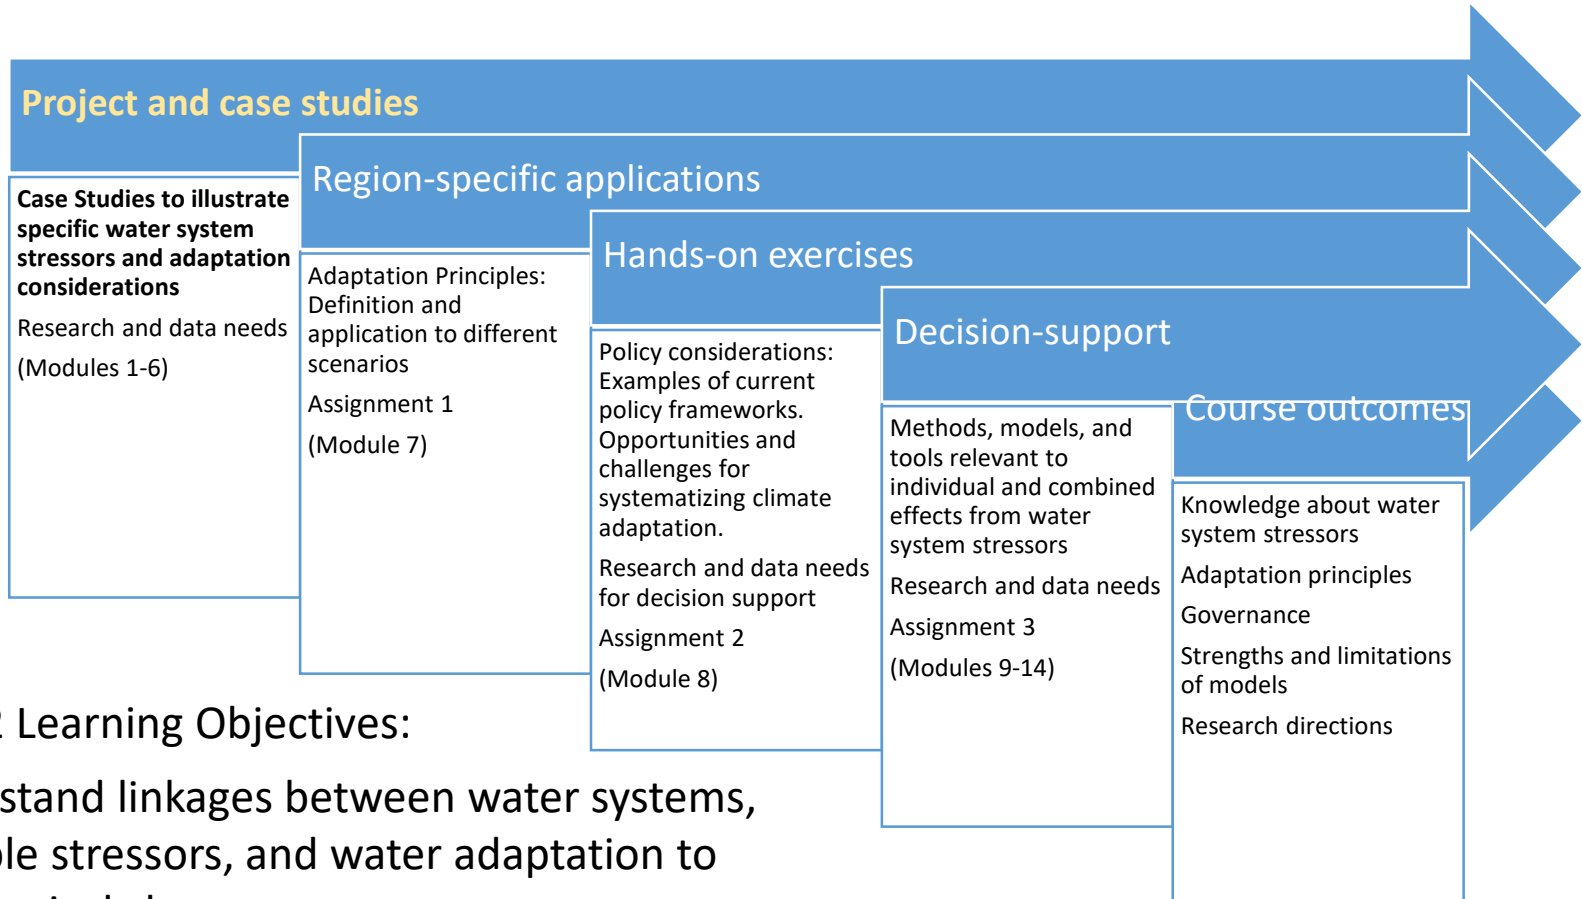 Project and case studies
Case Studies to illustrate
specific water system
stressors and adaptation
considerations
Research and data needs
(Modules 1-6)
Region-specific applications
Adaptation Principles:
Definition and
application to different
scenarios
Assignment 1
(Module 7)
Hands-on exercises
Policy considerations:
Examples of current
policy frameworks.
Opportunities and
challenges for
systematizing climate
adaptation.
Research and data needs
for decision support
Assignment 2
(Module 8)
Decision-support
Methods, models, and
tools relevant to
individual and combined
effects from water
system stressors
Research and data needs
Assignment 3
(Modules 9-14)
Course outcomes
Knowledge about water
system stressors
Adaptation principles
Governance
Strengths and limitations
of models
Research directions
2 Learning Objectives:
stand linkages between water systems,
ple stressors, and water adaptation to